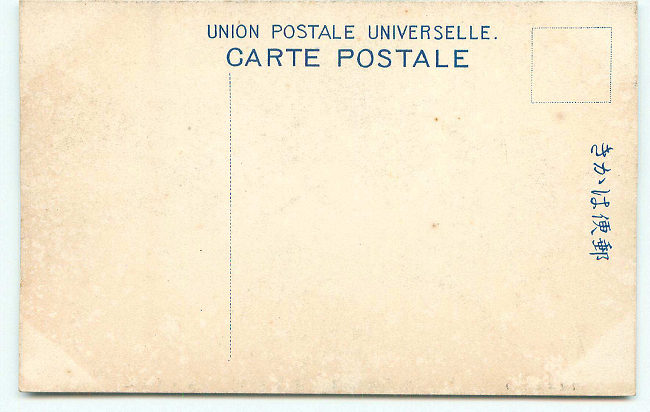 UNION POSTALE UNIVERSELLE.
CARTE POSTALE
きがは便郵